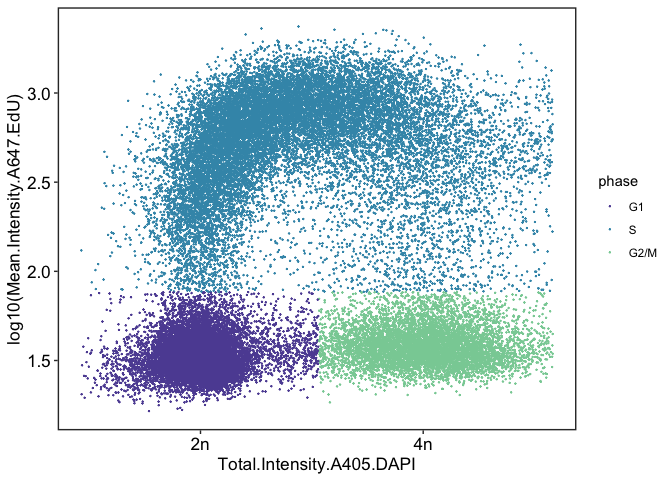 log10(Mean.Intensity.A647.EdU)
3.0
2.5
2.0
1.5
2n
4n
Total.Intensity.A405.DAPI
phase
G1
S
G2/M